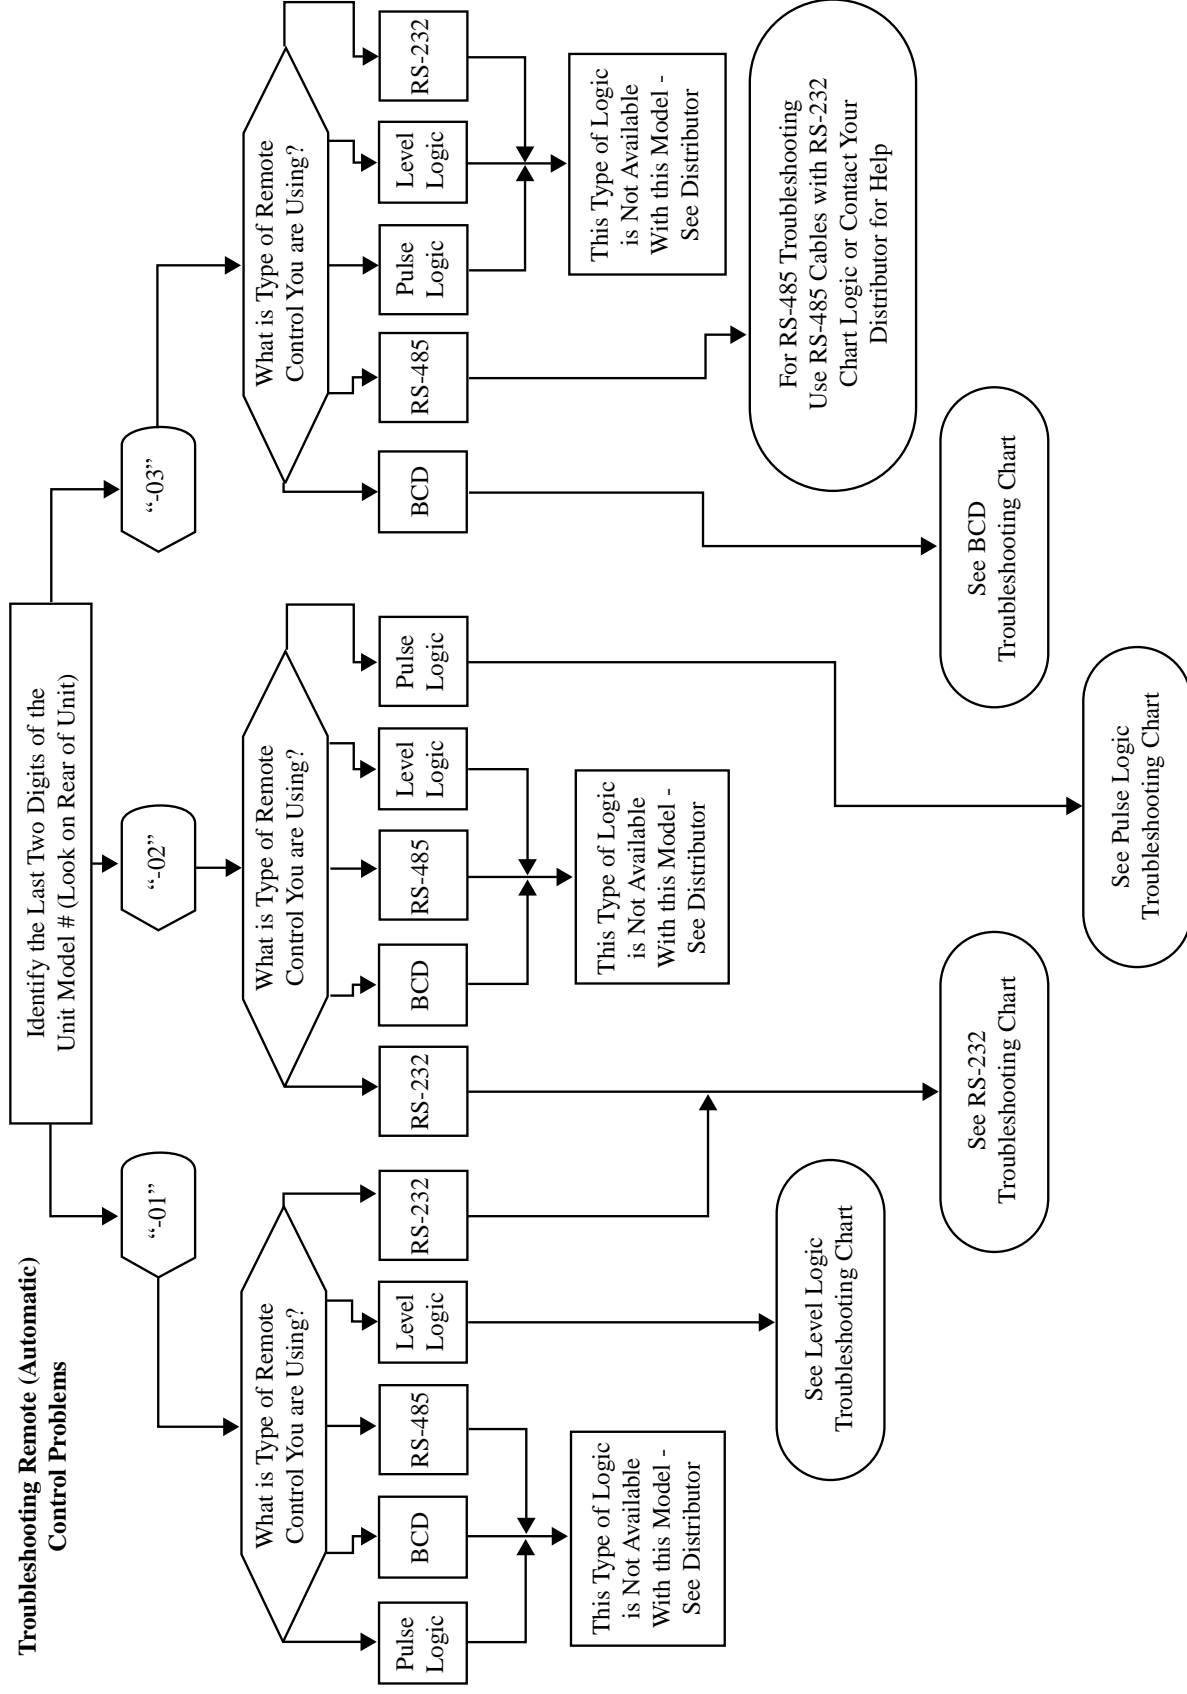 Troubleshooting Remote (Automatic)
Control Problems
Identify the Last Two Digits of the
Unit Model # (Look on Rear of Unit)
“-01”
“-02”
“-03”
What is Type of Remote
Control You are Using?
What is Type of Remote
Control You are Using?
What is Type of Remote
Control You are Using?
Pulse
Logic
BCD
RS-485
Level
Logic
RS-232
RS-232
BCD
RS-485
Level
Logic
Pulse
Logic
BCD
RS-485
Pulse
Logic
Level
Logic
RS-232
This Type of Logic
is Not Available
With this Model -
See Distributor
This Type of Logic
is Not Available
With this Model -
See Distributor
This Type of Logic
is Not Available
With this Model -
See Distributor
See Level Logic
Troubleshooting Chart
For RS-485 Troubleshooting
Use RS-485 Cables with RS-232
Chart Logic or Contact Your
Distributor for Help
See RS-232
Troubleshooting Chart
See BCD
Troubleshooting Chart
See Pulse Logic
Troubleshooting Chart